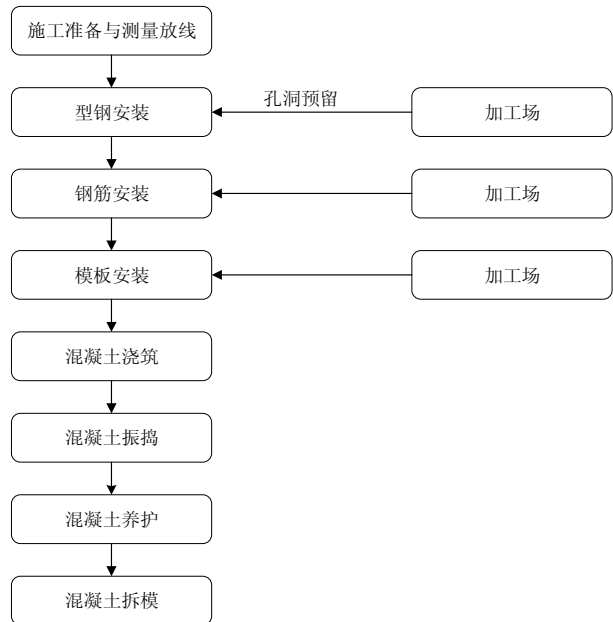 施工准备与测量放线
型钢安装
孔洞预留
加工场
钢筋安装
加工场
模板安装
加工场
混凝土浇筑
混凝土振捣
混凝土养护
混凝土拆模